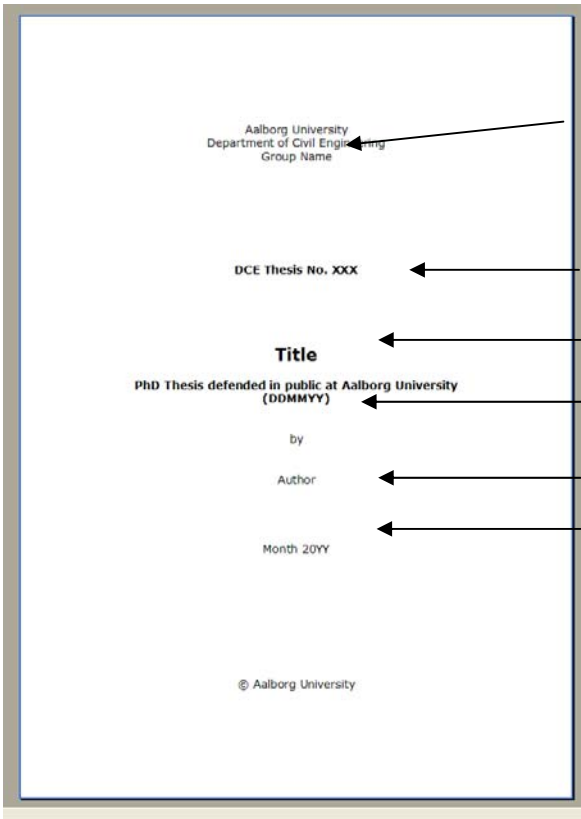 Aalborg University
Department of Civil Engineering
Group Name
DCE Thesis No. XXX
Title
PhD Thesis defended in public at Aalborg University
(DDMMYY)
by
Author
Month 20YY
© Aalborg University